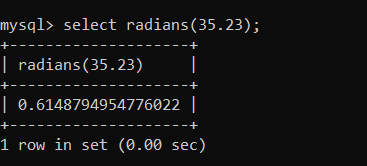 mysql> select radians(35.23);
+--------------------+
| radians(35.23)     |
+--------------------+
| 0.6148794954776022 |
+--------------------+
1 row in set (0.00 sec)